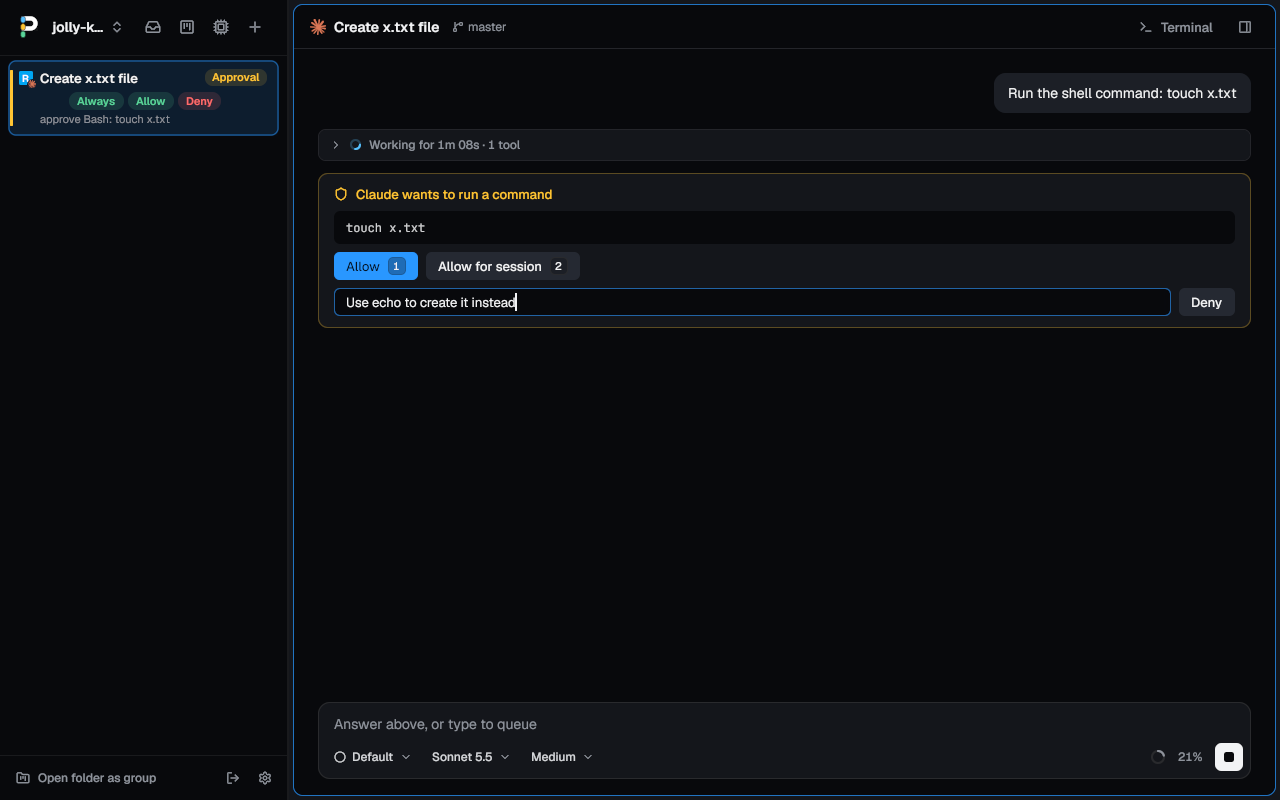 jolly-k...
Create x.txt file
Approval
Always Allow Deny
approve Bash: touch x.txt
Open folder as group
Create x.txt file master
Terminal
Run the shell command: touch x.txt
Working for 1m 08s · 1 tool
Claude wants to run a command
touch x.txt
Allow 1 Allow for session 2
Use echo to create it instead
Deny
Answer above, or type to queue
Default Sonnet 5.5 Medium
21%